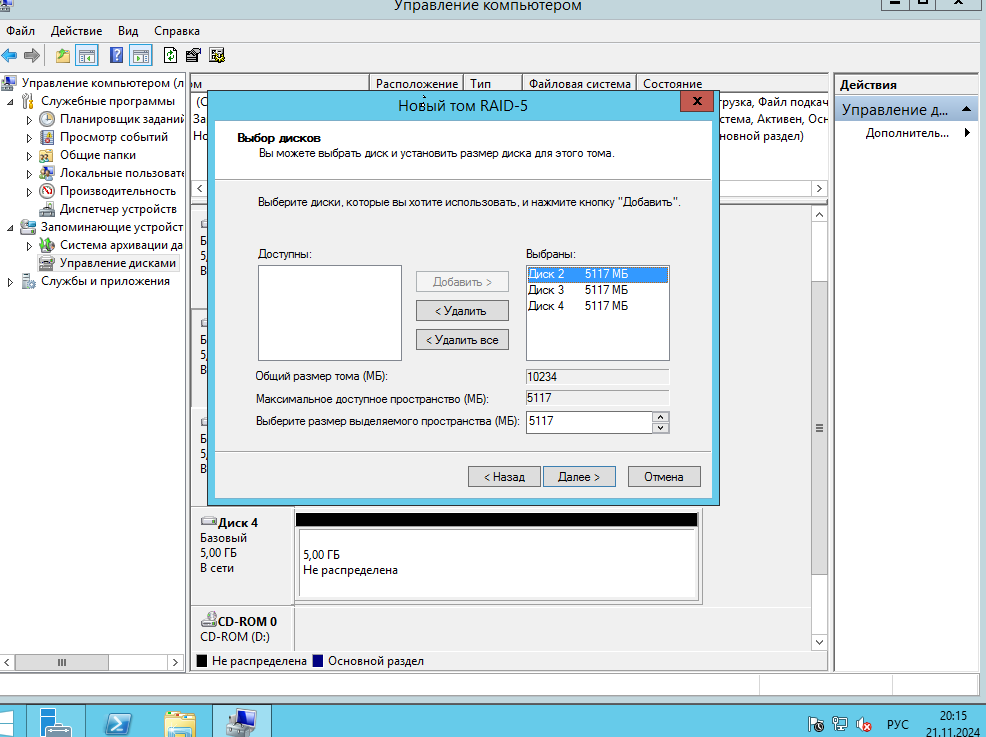 Управление компьютером
Файл Действие Вид Справка
Управление компьютером (л
Служебные программы
Планировщик заданий
Просмотр событий
Общие папки
Локальные пользовате
Производительность
Диспетчер устройств
Запоминающие устройст
Система архивации да
Управление дисками
Службы и приложения
ом Расположение Тип Файловая система Состояние
(С
За
Но
грузка, Файл подкач
стема, Активен, Осн
новной раздел)
Действия
Управление д...
Дополнитель...
Новый том RAID-5
x
Выбор дисков
Вы можете выбрать диск и установить размер диска для этого тома.
Выберите диски, которые вы хотите использовать, и нажмите кнопку "Добавить".
Доступны:
Выбраны:
Добавить >
< Удалить
< Удалить все
Диск 2 5117 МБ
Диск 3 5117 МБ
Диск 4 5117 МБ
Общий размер тома (МБ): 10234
Максимальное доступное пространство (МБ): 5117
Выберите размер выделяемого пространства (МБ): 5117
< Назад Далее > Отмена
Б
5,
В
Б
5,
В
Б
5,
В
Диск 4
Базовый
5,00 ГБ
В сети
5,00 ГБ
Не распределена
CD-ROM 0
CD-ROM (D:)
Не распределена Основной раздел
РУС
20:15
21.11.2024